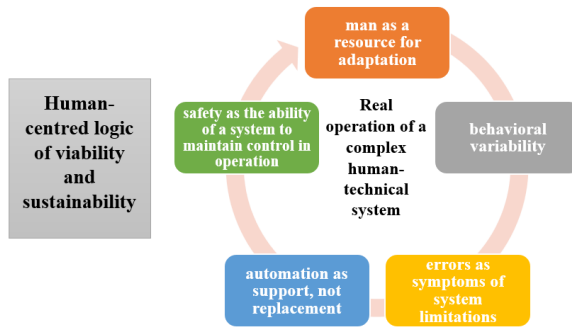 Human-
centred logic
of viability
and
sustainability
man as a
resource for
adaptation
behavioral
variability
errors as
symptoms of
system
limitations
automation as
support, not
replacement
safety as the ability
of a system to
maintain control in
operation
Real
operation of a
complex
human-
technical
system